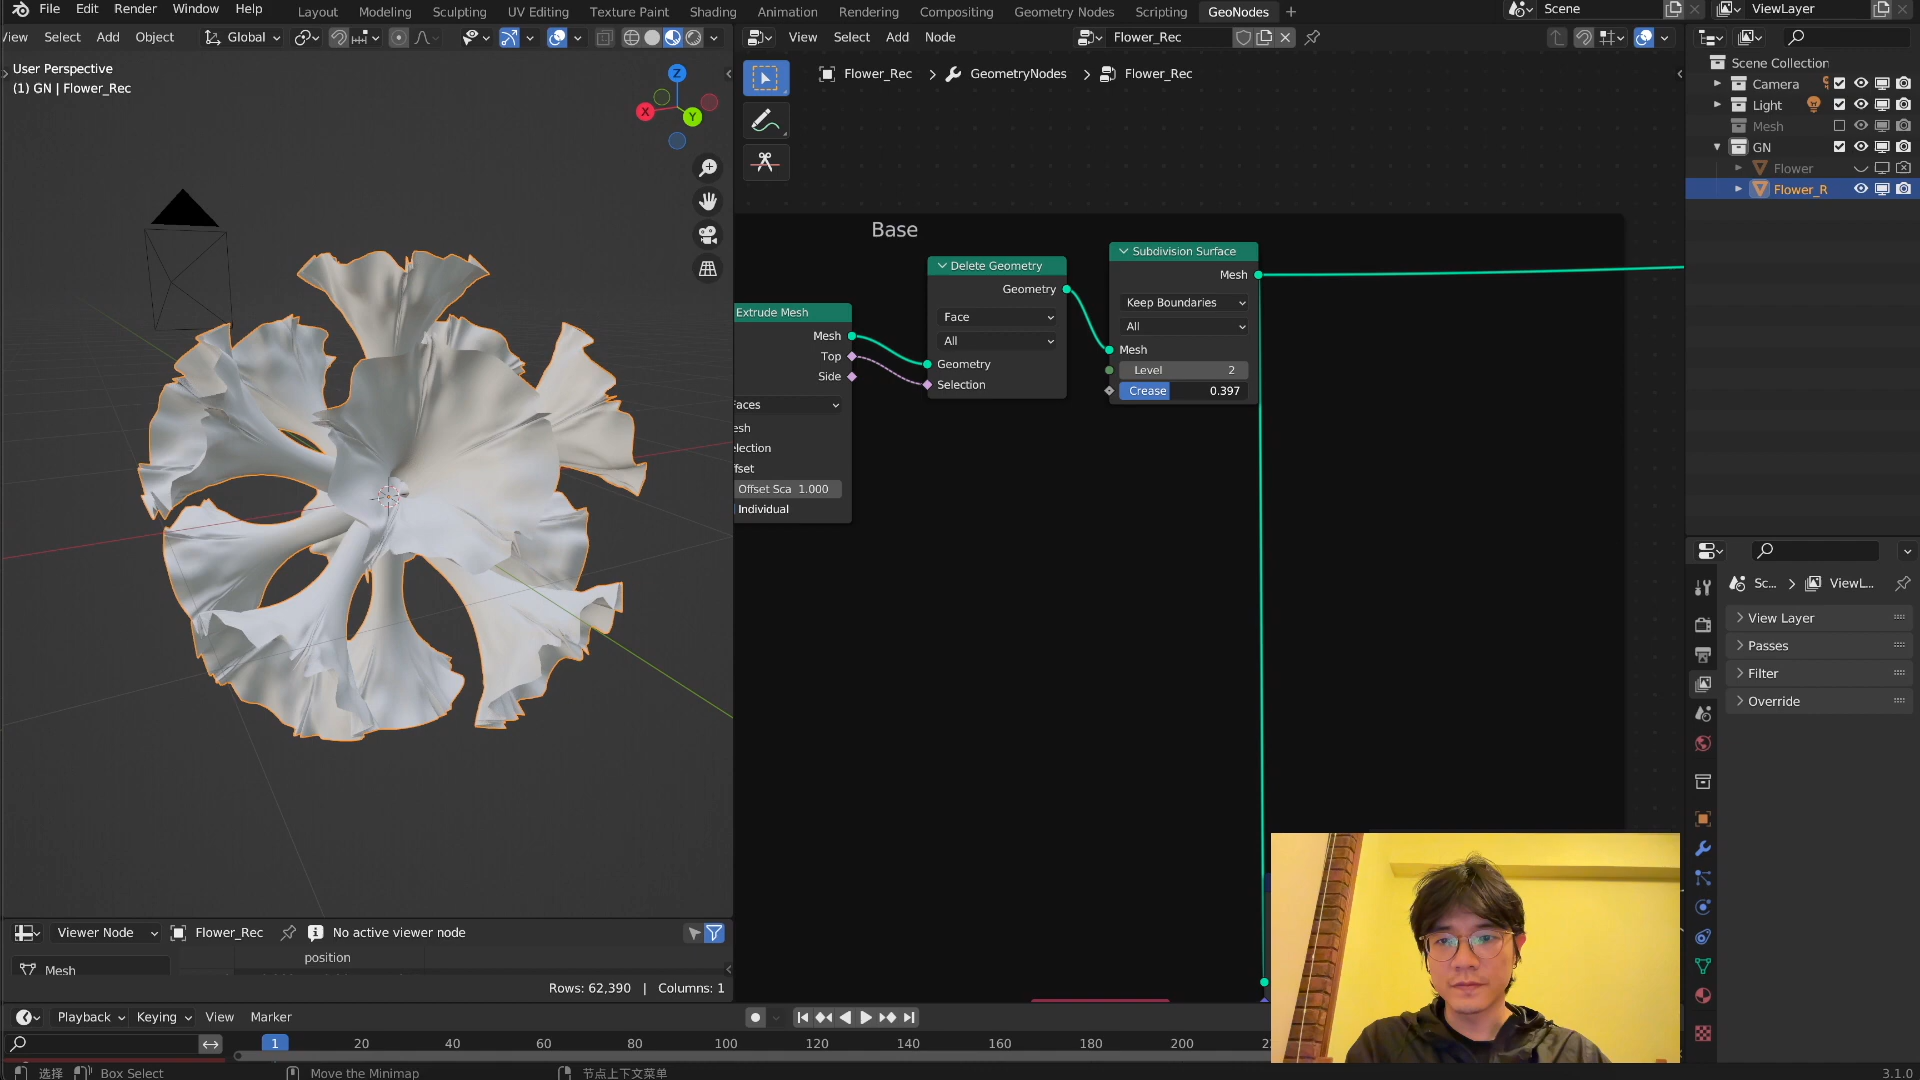 File Edit Render Window Help Layout Modeling Sculpting UV Editing Texture Paint Shading Animation Rendering Compositing Geometry Nodes Scripting GeoNodes Scene ViewLayer
View Select Add Object Global
View Select Add Node Flower_Rec
User Perspective
(1) GN | Flower_Rec
Z
X
Y
Flower_Rec GeometryNodes Flower_Rec
Base
Extrude Mesh
Mesh
Top
Side
Faces
Offset Sca 1.000
Individual
Delete Geometry
Geometry
Face
All
Geometry
Selection
Subdivision Surface
Mesh
Keep Boundaries
All
Mesh
Level 2
Crease 0.397
Scene Collection
Camera
Light
Mesh
GN
Flower
Flower_R
Sc... ViewL...
View Layer
Passes
Filter
Override
Viewer Node Flower_Rec No active viewer node
position
Mesh
Rows: 62,390 | Columns: 1
Playback Keying View Marker
1 20 40 60 80 100 120 140 160 180 200
选择 Box Select Move the Minimap 节点上下文菜单
3.1.0